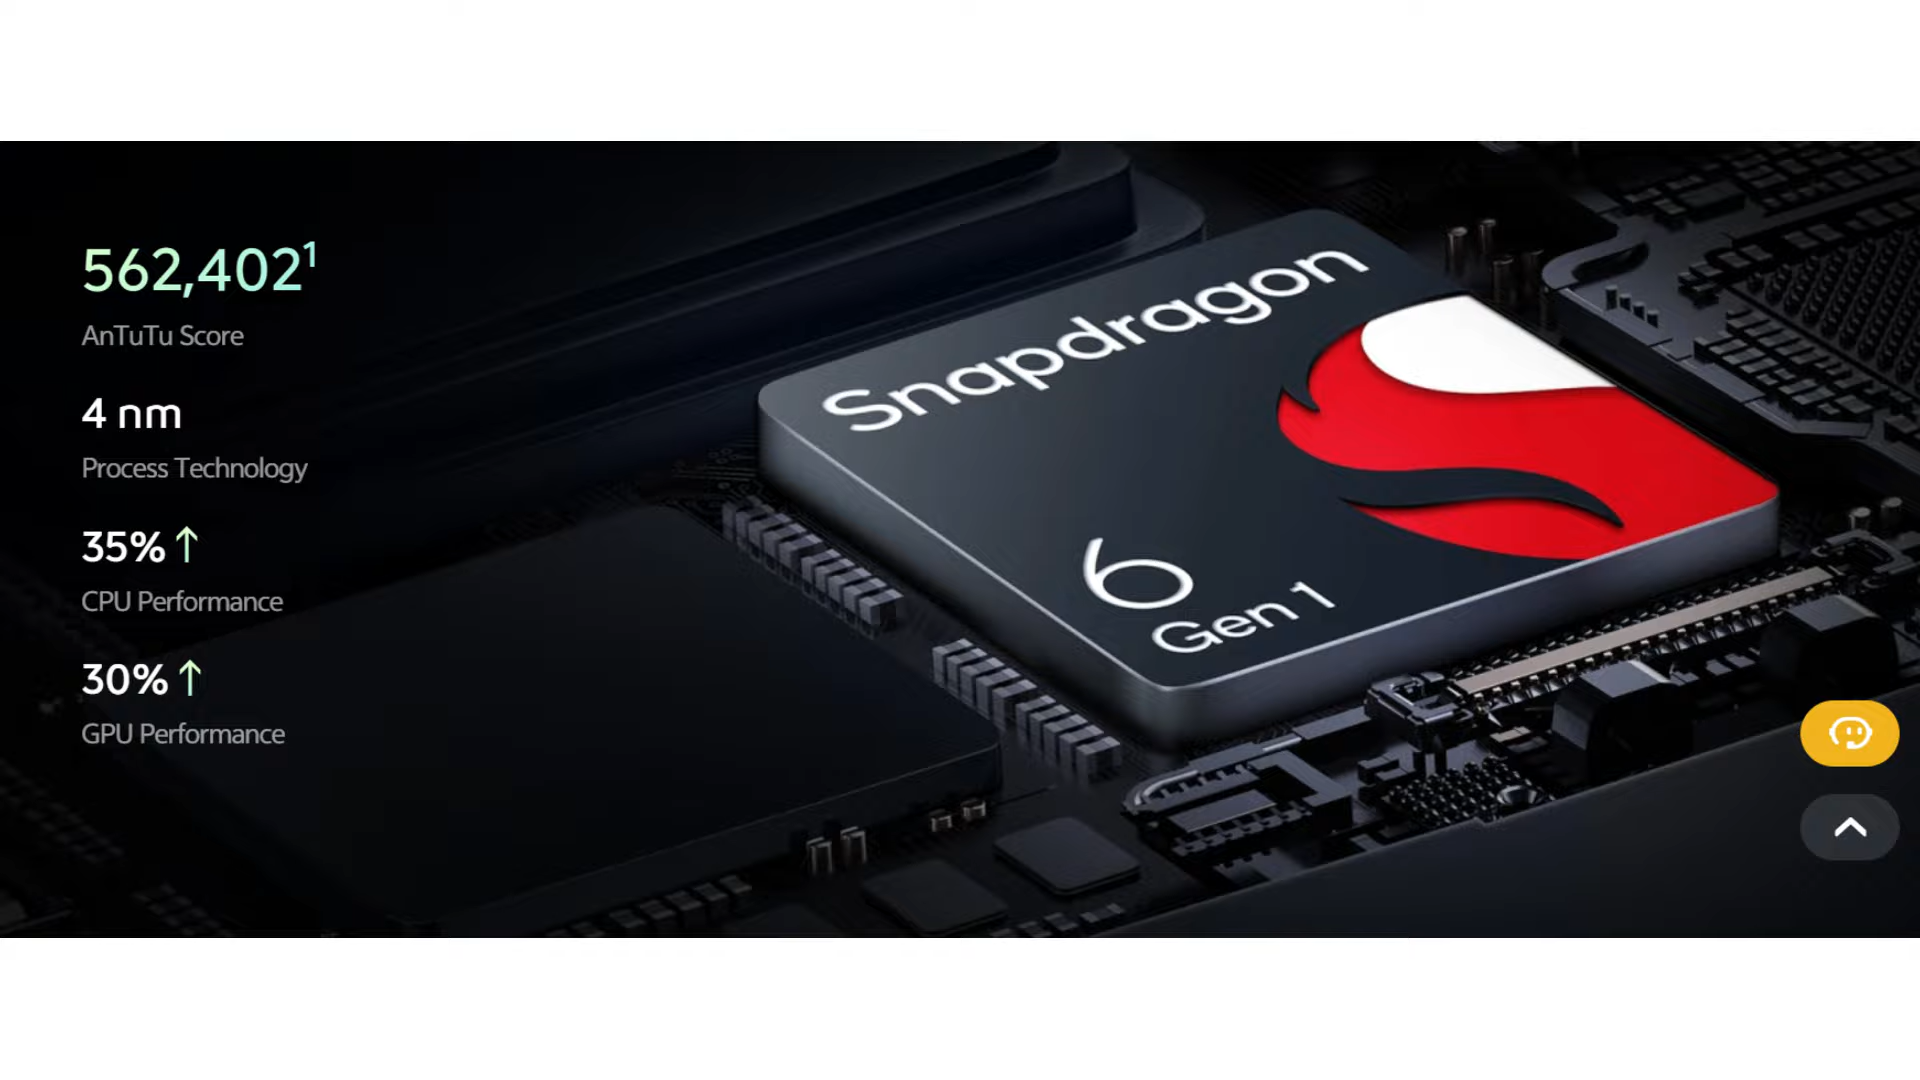 562,402¹
AnTuTu Score
4 nm
Process Technology
35% ↑
CPU Performance
30% ↑
GPU Performance
Snapdragon
6
Gen 1